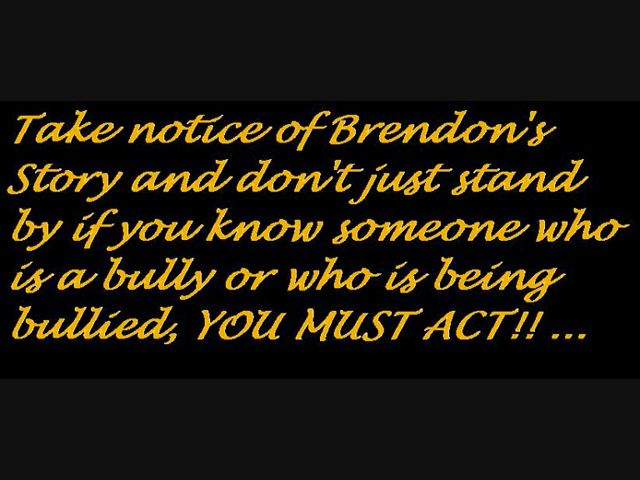 Take notice of Brendon's
Story and don't just stand
by if you know someone who
is a bully or who is being
bullied, YOU MUST ACT!! ...